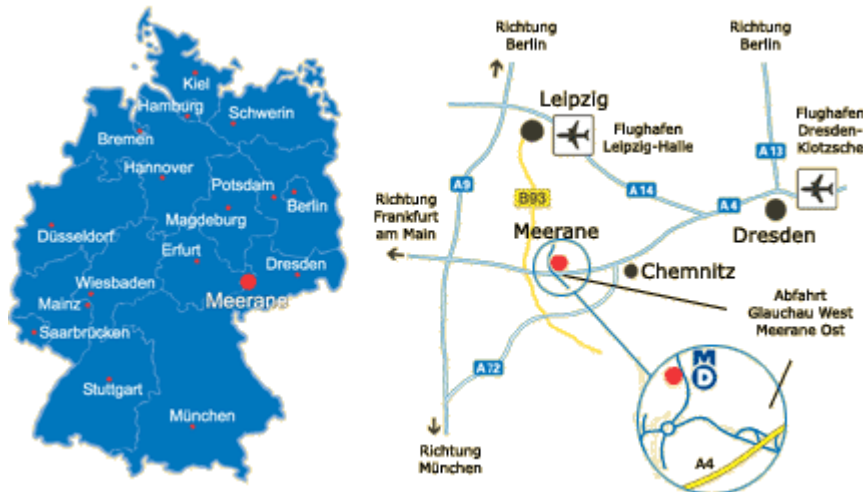 Kiel
Hamburg
Schwerin
Bremen
Hannover
Potsdam
Berlin
Magdeburg
Düsseldorf
Erfurt
Dresden
Wiesbaden
Meerane
Mainz
Saarbrücken
Stuttgart
München
Richtung
Berlin
Richtung
Berlin
Leipzig
Flughafen
Leipzig-Halle
Flughafen
Dresden-
Klotzsche
A13
A9
A14
B93
A4
Richtung
Frankfurt
am Main
Meerane
Dresden
Chemnitz
Abfahrt
Glauchau West
Meerane Ost
A72
M
D
Richtung
München
A4